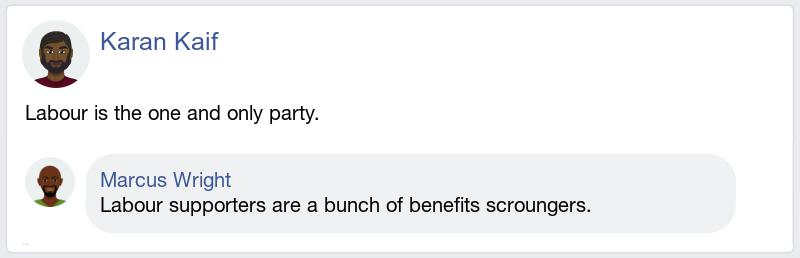 Karan Kaif
Labour is the one and only party.
Marcus Wright
Labour supporters are a bunch of benefits scroungers.